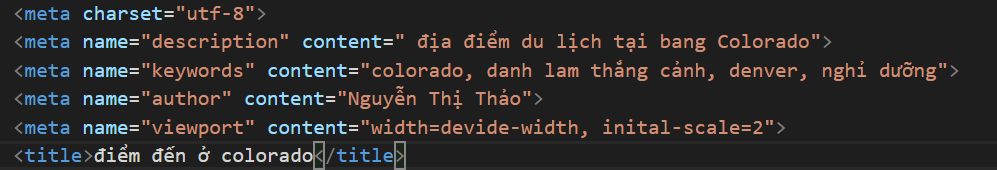 <meta charset="utf-8">
<meta name="description" content=" địa điểm du lịch tại bang Colorado">
<meta name="keywords" content="colorado, danh lam thắng cảnh, denver, nghỉ dưỡng">
<meta name="author" content="Nguyễn Thị Thảo">
<meta name="viewport" content="width=devide-width, inital-scale=2">
<title>điểm đến ở colorado</title>